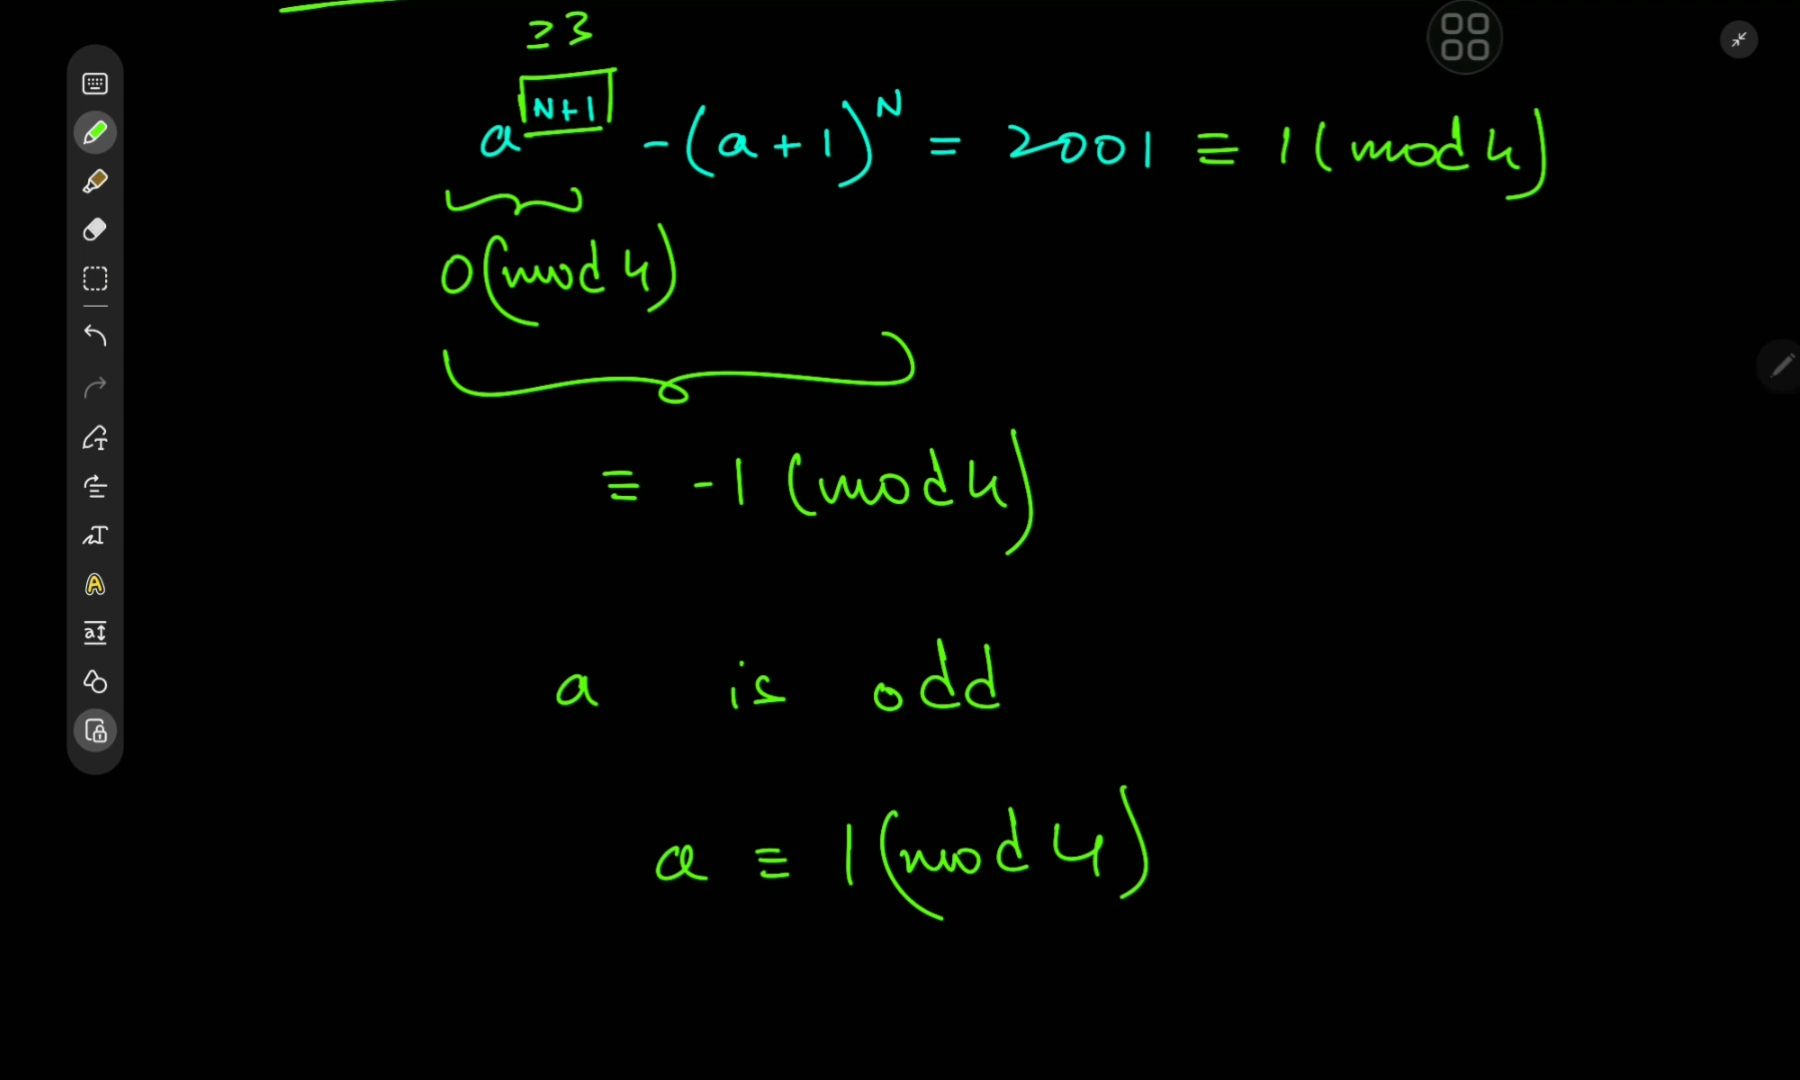 ≥3
a^(N+1) - (a+1)^N = 2001 ≡ 1 (mod 4)
0(mod 4)
≡ -1 (mod 4)
a is odd
a ≡ 1 (mod 4)